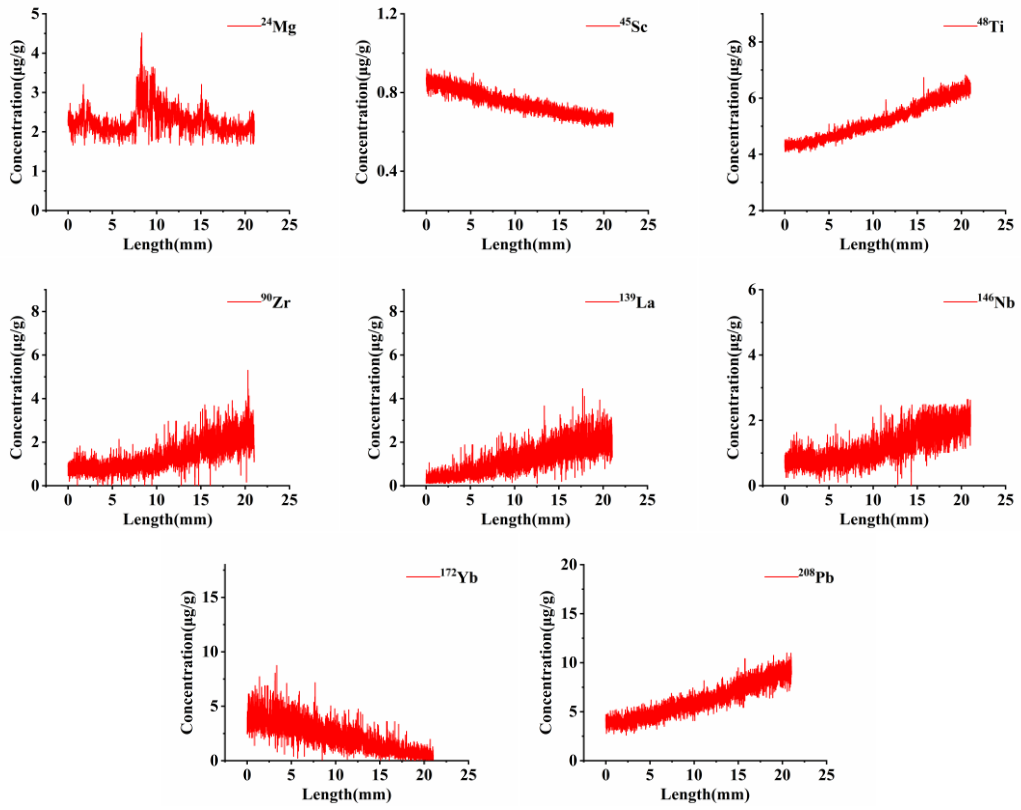 5
4
3
2
1
0
Concentration(μg/g)
²⁴Mg
0 5 10 15 20 25
Length(mm)
1.2
0.8
0.4
Concentration(μg/g)
⁴⁵Sc
0 5 10 15 20 25
Length(mm)
8
6
4
2
Concentration(μg/g)
⁴⁸Ti
0 5 10 15 20 25
Length(mm)
8
6
4
2
0
Concentration(μg/g)
⁹⁰Zr
0 5 10 15 20 25
Length(mm)
8
6
4
2
0
Concentration(μg/g)
¹³⁹La
0 5 10 15 20 25
Length(mm)
6
4
2
0
Concentration(μg/g)
¹⁴⁶Nb
0 5 10 15 20 25
Length(mm)
15
10
5
0
Concentration(μg/g)
¹⁷²Yb
0 5 10 15 20 25
Length(mm)
20
15
10
5
0
Concentration(μg/g)
²⁰⁸Pb
0 5 10 15 20 25
Length(mm)